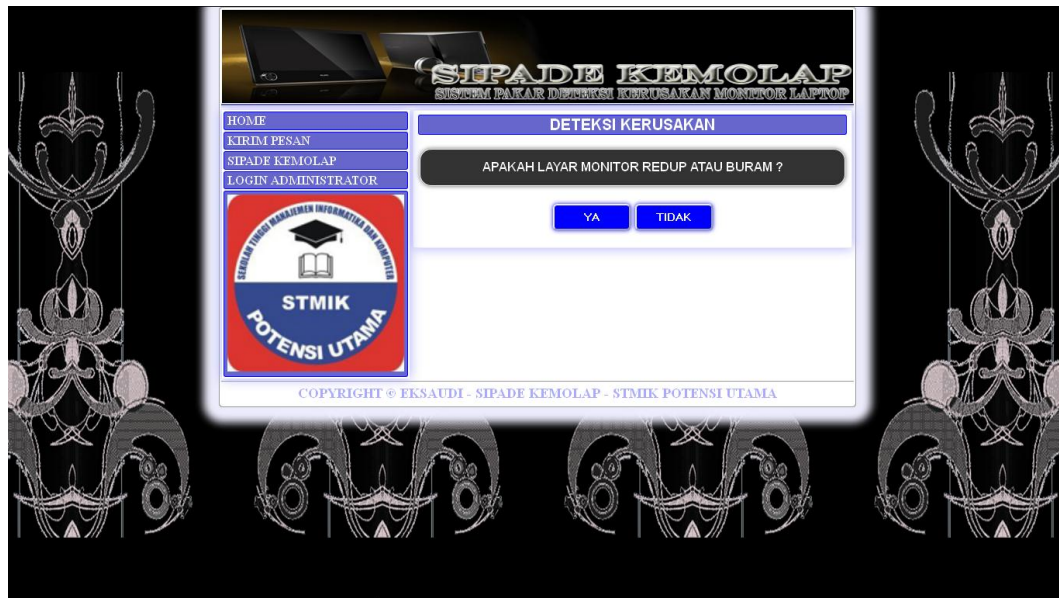 SIPADE KEMOLAP
SISTEM PAKAR DETEKSI KERUSAKAN MONITOR LAPTOP
HOME
KIRIM PESAN
SIPADE KEMOLAP
LOGIN ADMINISTRATOR
SEKOLAH TINGGI MANAJEMEN INFORMATIKA DAN KOMPUTER
STMIK
POTENSI UTAMA
DETEKSI KERUSAKAN
APAKAH LAYAR MONITOR REDUP ATAU BURAM ?
YA
TIDAK
COPYRIGHT © EKSAUDI - SIPADE KEMOLAP - STMIK POTENSI UTAMA